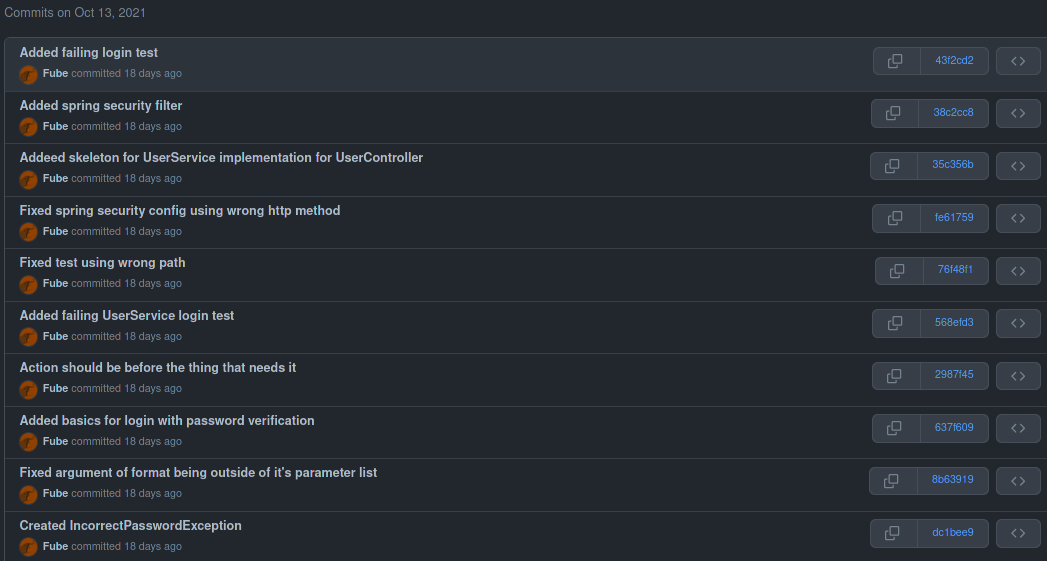 Commits on Oct 13, 2021
Added failing login test
Fube committed 18 days ago
43f2cd2
Added spring security filter
Fube committed 18 days ago
38c2cc8
Addeed skeleton for UserService implementation for UserController
Fube committed 18 days ago
35c356b
Fixed spring security config using wrong http method
Fube committed 18 days ago
fe61759
Fixed test using wrong path
Fube committed 18 days ago
76f48f1
Added failing UserService login test
Fube committed 18 days ago
568efd3
Action should be before the thing that needs it
Fube committed 18 days ago
2987f45
Added basics for login with password verification
Fube committed 18 days ago
637f609
Fixed argument of format being outside of it's parameter list
Fube committed 18 days ago
8b63919
Created IncorrectPasswordException
Fube committed 18 days ago
dc1bee9